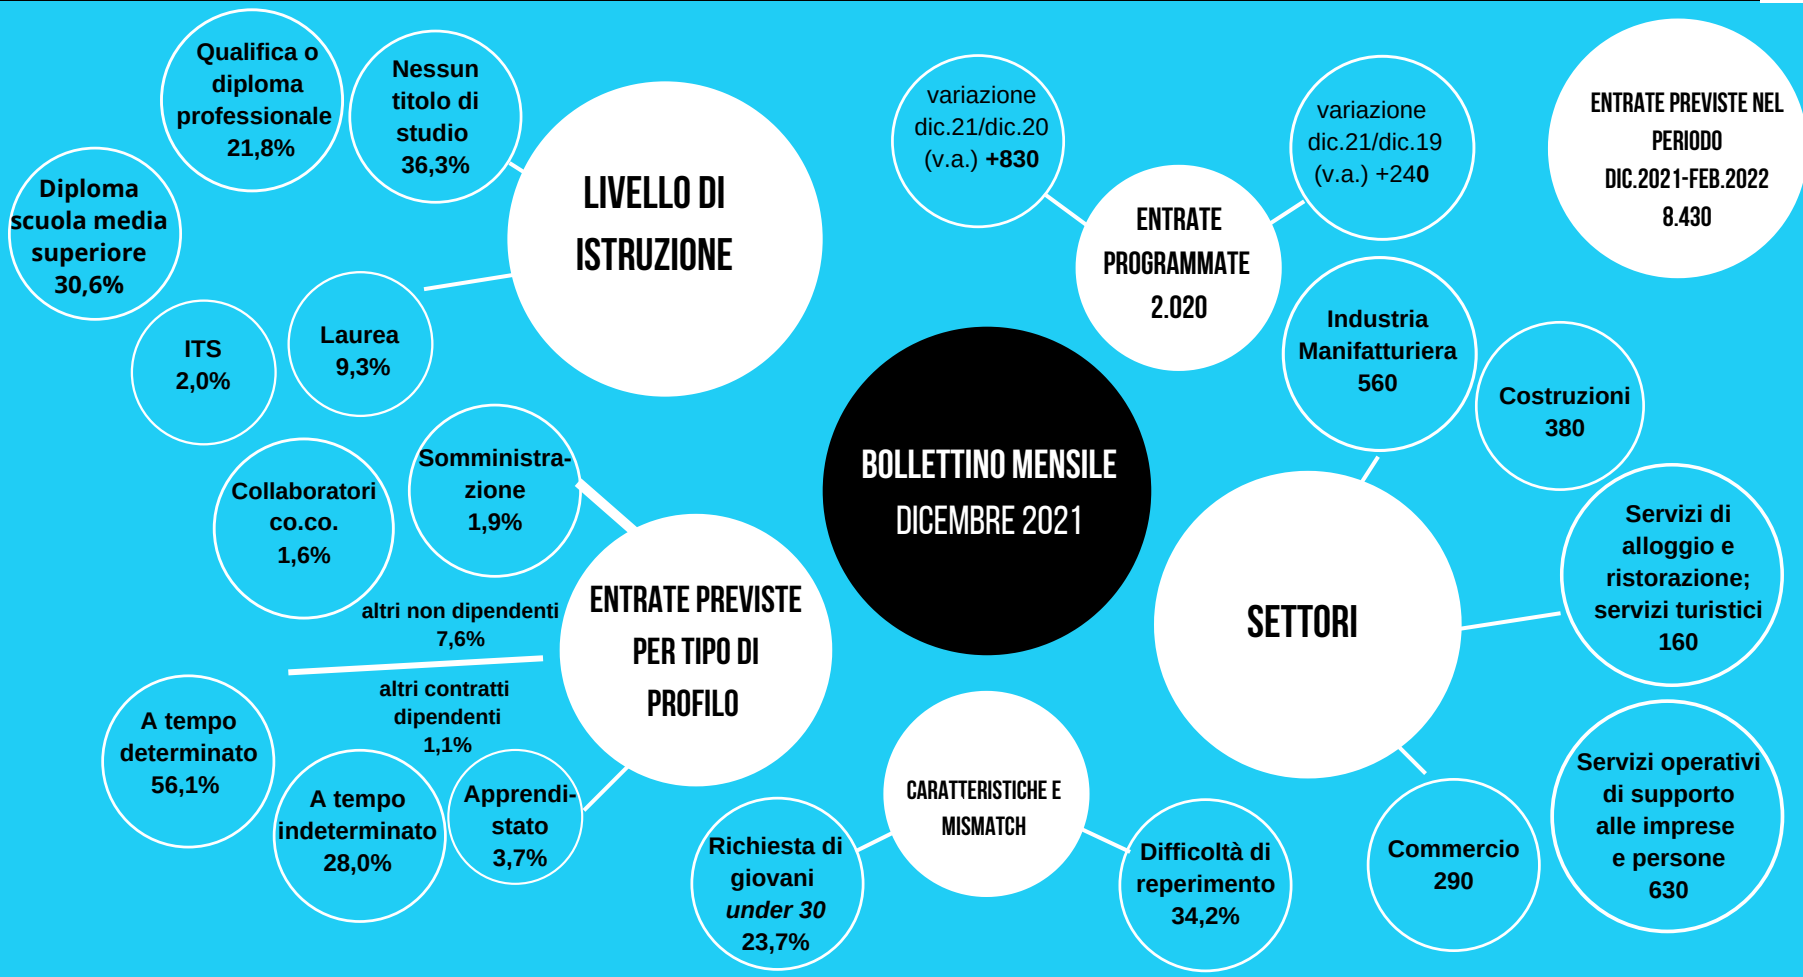 Qualifica o
diploma
professionale
21,8%
Nessun
titolo di
studio
36,3%
Diploma
scuola media
superiore
30,6%
ITS
2,0%
Laurea
9,3%
LIVELLO DI
ISTRUZIONE
variazione
dic.21/dic.20
(v.a.) +830
variazione
dic.21/dic.19
(v.a.) +240
ENTRATE
PROGRAMMATE
2.020
ENTRATE PREVISTE NEL
PERIODO
DIC.2021-FEB.2022
8.430
BOLLETTINO MENSILE
DICEMBRE 2021
Industria
Manifatturiera
560
Costruzioni
380
Servizi di
alloggio e
ristorazione;
servizi turistici
160
SETTORI
Servizi operativi
di supporto
alle imprese
e persone
630
Commercio
290
Somministra-
zione
1,9%
Collaboratori
co.co.
1,6%
altri non dipendenti
7,6%
ENTRATE PREVISTE
PER TIPO DI
PROFILO
altri contratti
dipendenti
1,1%
A tempo
determinato
56,1%
A tempo
indeterminato
28,0%
Apprendi-
stato
3,7%
CARATTERISTICHE E
MISMATCH
Richiesta di
giovani
under 30
23,7%
Difficoltà di
reperimento
34,2%